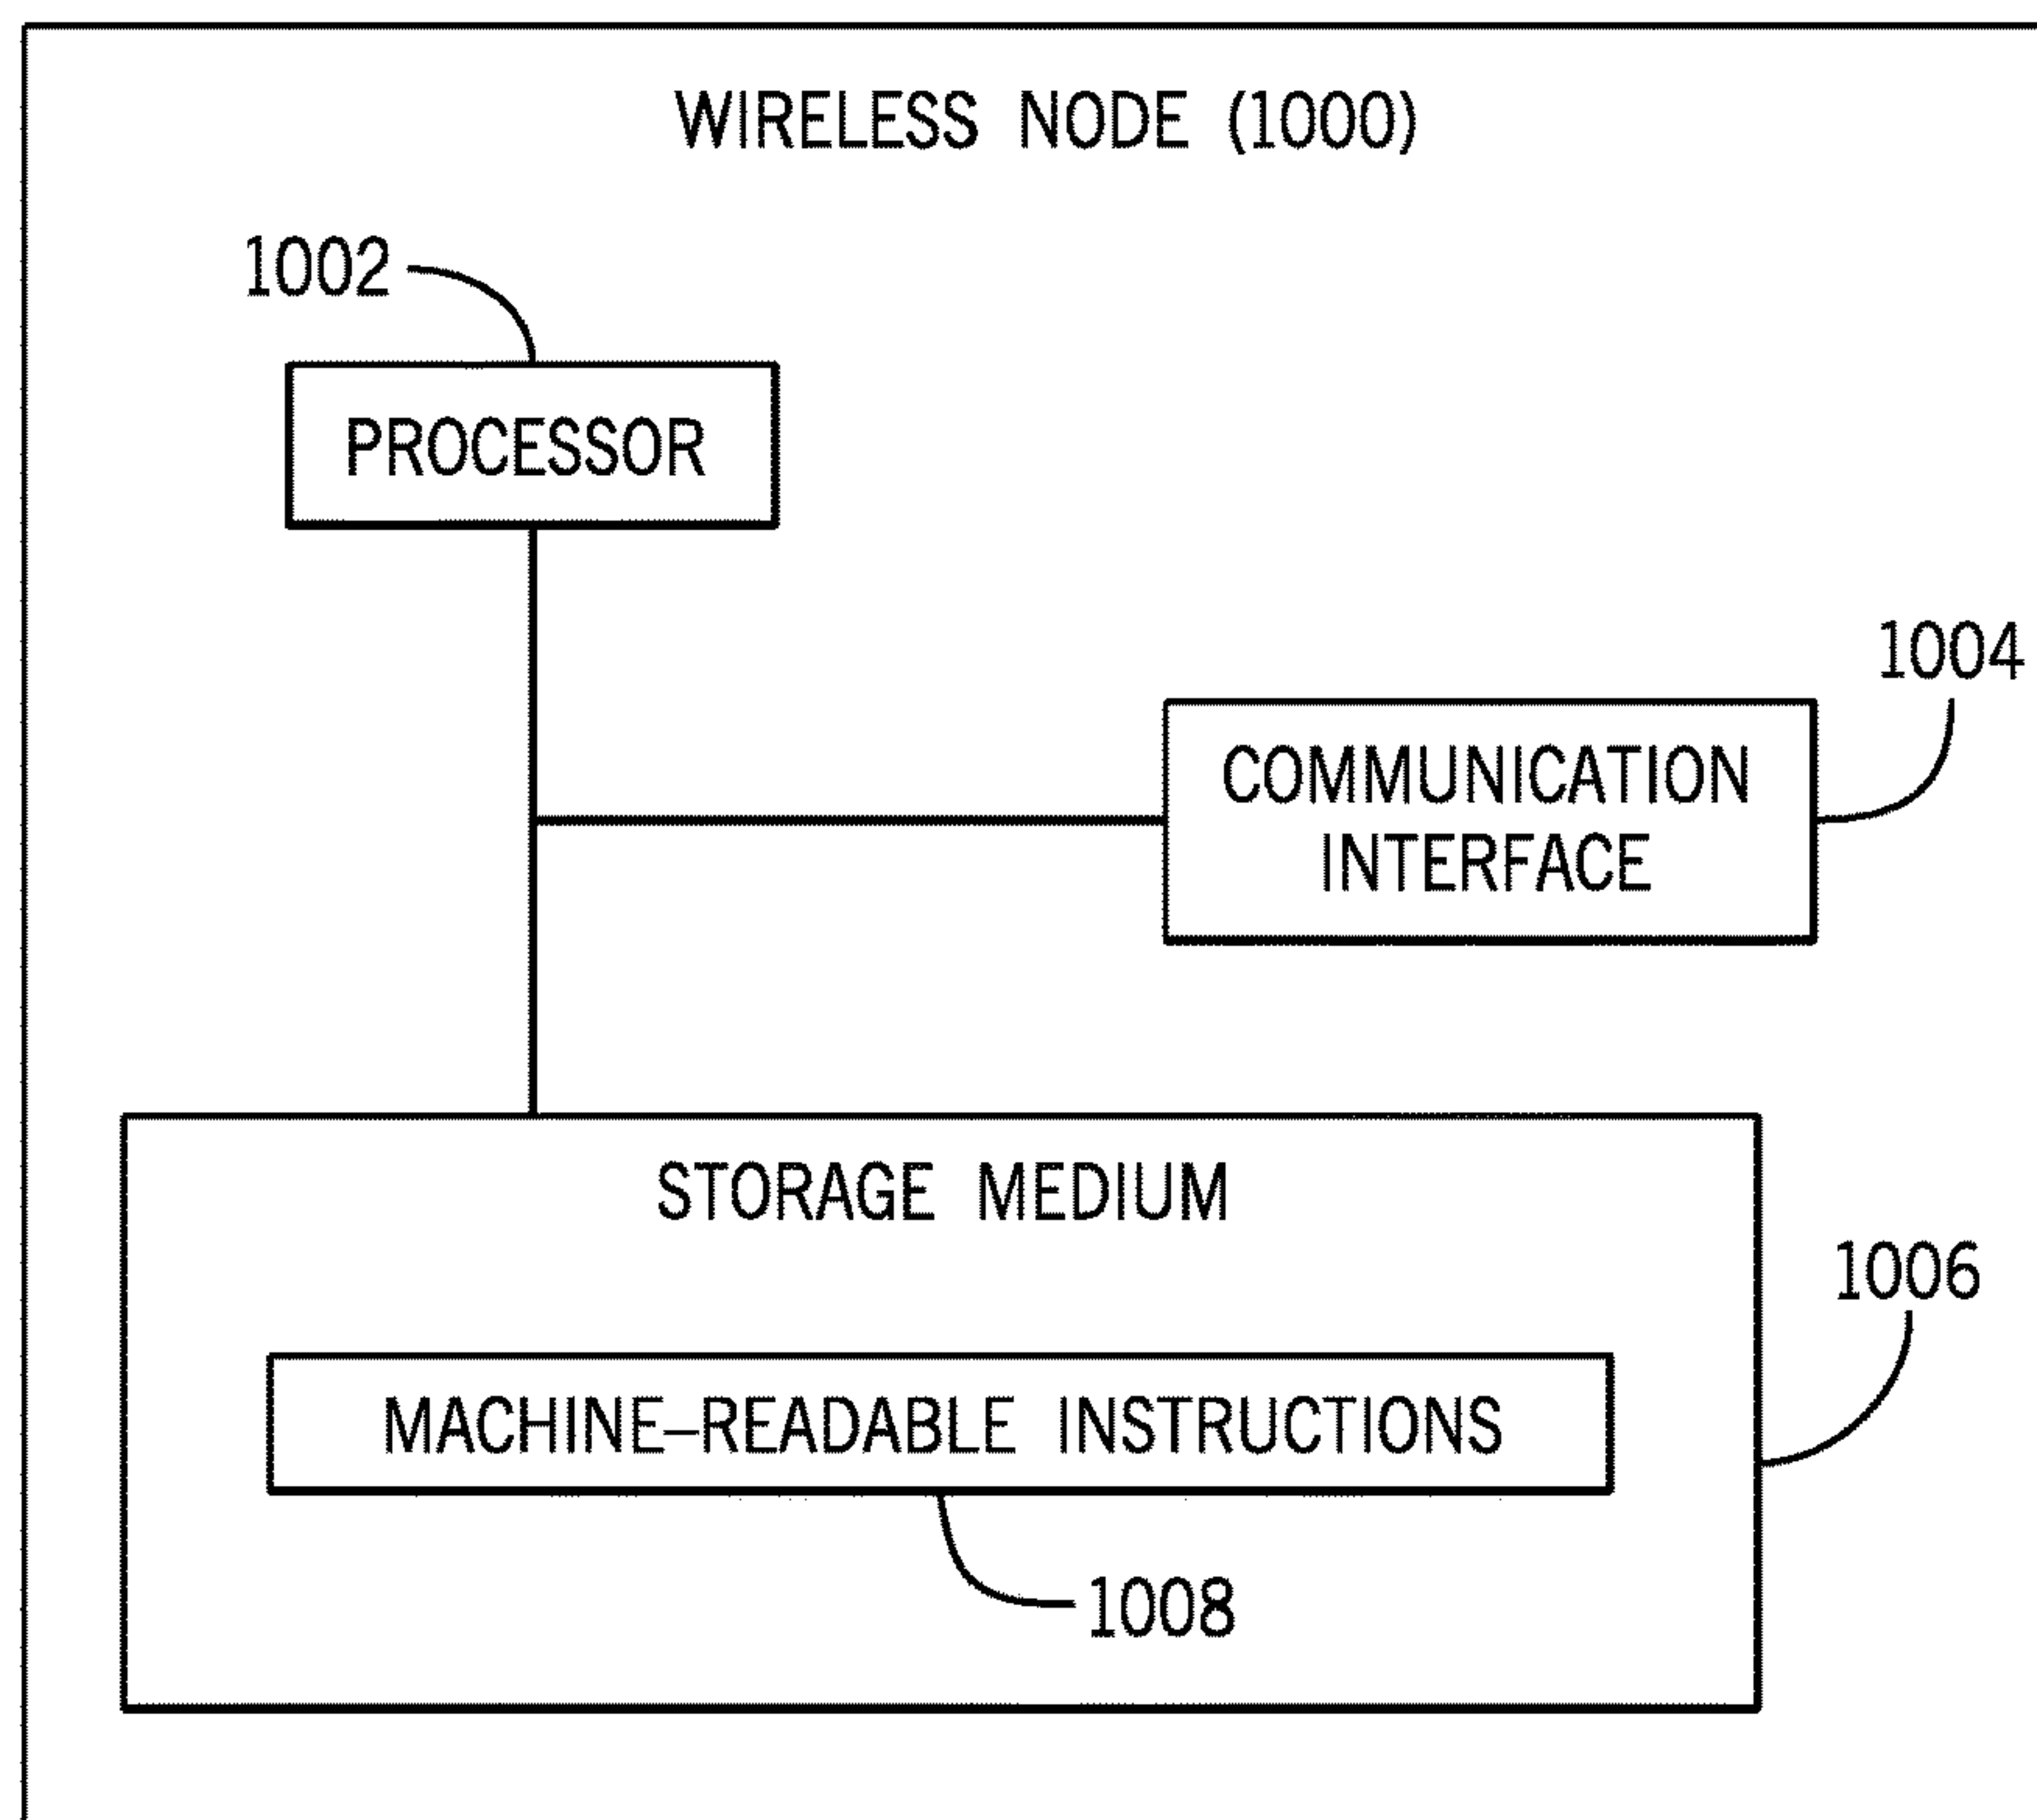 WIRELESS NODE (1000)
1002
PROCESSOR
1004
COMMUNICATION
INTERFACE
STORAGE MEDIUM
1006
MACHINE–READABLE INSTRUCTIONS
1008